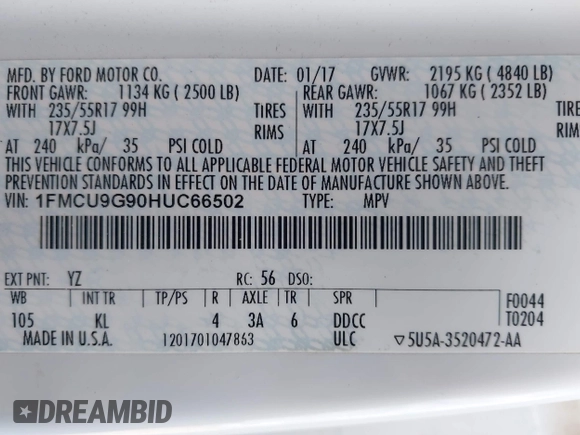 MFD. BY FORD MOTOR CO. DATE: 01/17 GVWR: 2195 KG ( 4840 LB)
FRONT GAWR: 1134 KG ( 2500 LB) REAR GAWR: 1067 KG ( 2352 LB)
WITH 235/55R17 99H TIRES WITH 235/55R17 99H TIRE
17X7.5J RIMS 17X7.5J RIMS
AT 240 kPa/ 35 PSI COLD AT 240 kPa/ 35 PSI COLD
THIS VEHICLE CONFORMS TO ALL APPLICABLE FEDERAL MOTOR VEHICLE SAFETY AND THEFT
PREVENTION STANDARDS IN EFFECT ON THE DATE OF MANUFACTURE SHOWN ABOVE.
VIN: 1FMCU9G90HUC66502 TYPE: MPV
EXT PNT: YZ RC: 56 DSO:
WB INT TR TP/PS R AXLE TR SPR F0044
105 KL 4 3A 6 DDCC T0204
MADE IN U.S.A. 1201701047863 ULC ▽5U5A-3520472-AA
DREAMBID